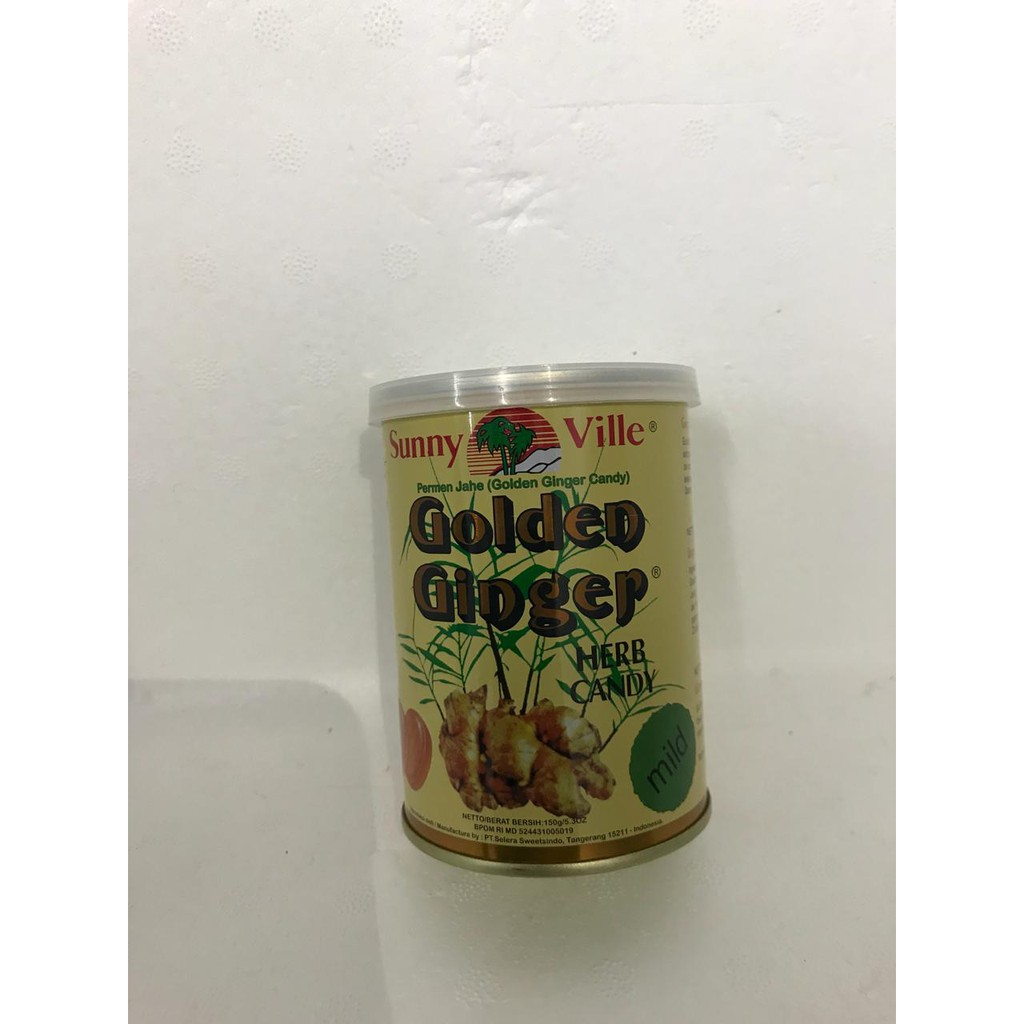 Sunny Ville®
Permen Jahe (Golden Ginger Candy)
Golden
Ginger®
HERB
CANDY
mild
NETTO/BERAT BERSIH:150g/5.3OZ
BPOM RI MD 524431005019
oleh / Manufacture by : PT.Selera Sweetsindo, Tangerang 15211 - Indonesia